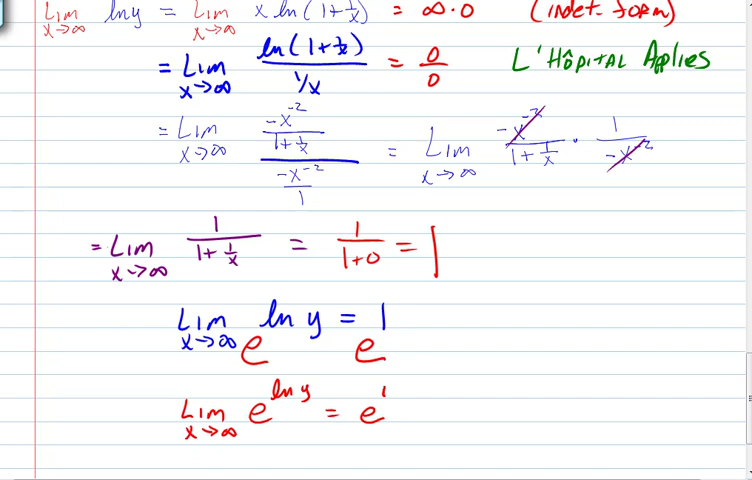 Lim x→∞ ln y = Lim x→∞ x ln (1+1/x) = ∞·0 (indet. form)
= Lim x→∞ ln (1+1/x) / 1/x = 0/0 L'Hôpital Applies
= Lim x→∞ (-x⁻² / 1+1/x) / (-x⁻² / 1) = Lim x→∞ -x⁻² / 1+1/x · 1 / -x⁻²
= Lim x→∞ 1 / 1+1/x = 1 / 1+0 = 1
Lim x→∞ ln y = 1
e e
Lim x→∞ e^ln y = e^1